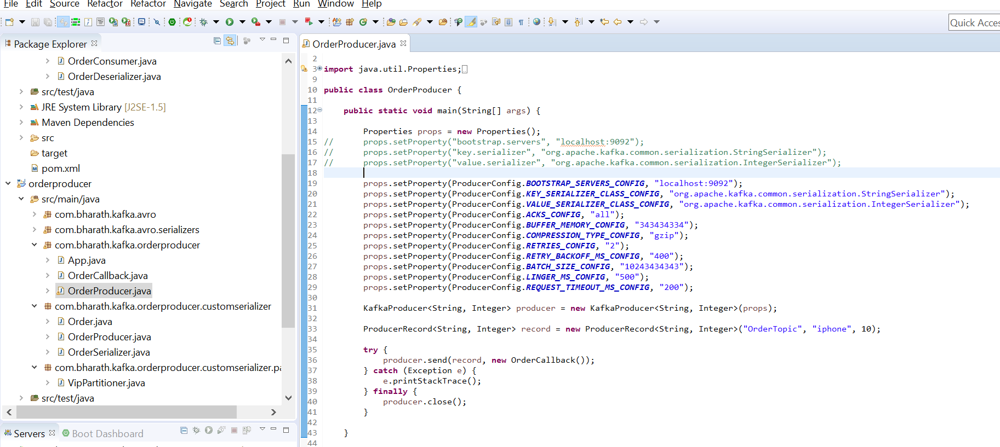 File Edit Source Refactor Refactor Navigate Search Project Run Window Help
Quick Acces
Package Explorer
OrderConsumer.java
OrderDeserializer.java
src/test/java
JRE System Library [J2SE-1.5]
Maven Dependencies
src
target
pom.xml
orderproducer
src/main/java
com.bharath.kafka.avro
com.bharath.kafka.avro.serializers
com.bharath.kafka.orderproducer
App.java
OrderCallback.java
OrderProducer.java
com.bharath.kafka.orderproducer.customserializer
Order.java
OrderProducer.java
OrderSerializer.java
com.bharath.kafka.orderproducer.customserializer.pa
VipPartitioner.java
src/test/java
Servers Boot Dashboard
OrderProducer.java
2
3 import java.util.Properties;
9
10 public class OrderProducer {
11
12 public static void main(String[] args) {
13
14 Properties props = new Properties();
15 // props.setProperty("bootstrap.servers", "localhost:9092");
16 // props.setProperty("key.serializer", "org.apache.kafka.common.serialization.StringSerializer");
17 // props.setProperty("value.serializer", "org.apache.kafka.common.serialization.IntegerSerializer");
18
19 props.setProperty(ProducerConfig.BOOTSTRAP_SERVERS_CONFIG, "localhost:9092");
20 props.setProperty(ProducerConfig.KEY_SERIALIZER_CLASS_CONFIG, "org.apache.kafka.common.serialization.StringSerializer");
21 props.setProperty(ProducerConfig.VALUE_SERIALIZER_CLASS_CONFIG, "org.apache.kafka.common.serialization.IntegerSerializer");
22 props.setProperty(ProducerConfig.ACKS_CONFIG, "all");
23 props.setProperty(ProducerConfig.BUFFER_MEMORY_CONFIG, "343434334");
24 props.setProperty(ProducerConfig.COMPRESSION_TYPE_CONFIG, "gzip");
25 props.setProperty(ProducerConfig.RETRIES_CONFIG, "2");
26 props.setProperty(ProducerConfig.RETRY_BACKOFF_MS_CONFIG, "400");
27 props.setProperty(ProducerConfig.BATCH_SIZE_CONFIG, "10243434343");
28 props.setProperty(ProducerConfig.LINGER_MS_CONFIG, "500");
29 props.setProperty(ProducerConfig.REQUEST_TIMEOUT_MS_CONFIG, "200");
30
31 KafkaProducer<String, Integer> producer = new KafkaProducer<String, Integer>(props);
32
33 ProducerRecord<String, Integer> record = new ProducerRecord<String, Integer>("OrderTopic", "iphone", 10);
34
35 try {
36 producer.send(record, new OrderCallback());
37 } catch (Exception e) {
38 e.printStackTrace();
39 } finally {
40 producer.close();
41 }
42
43 }
44